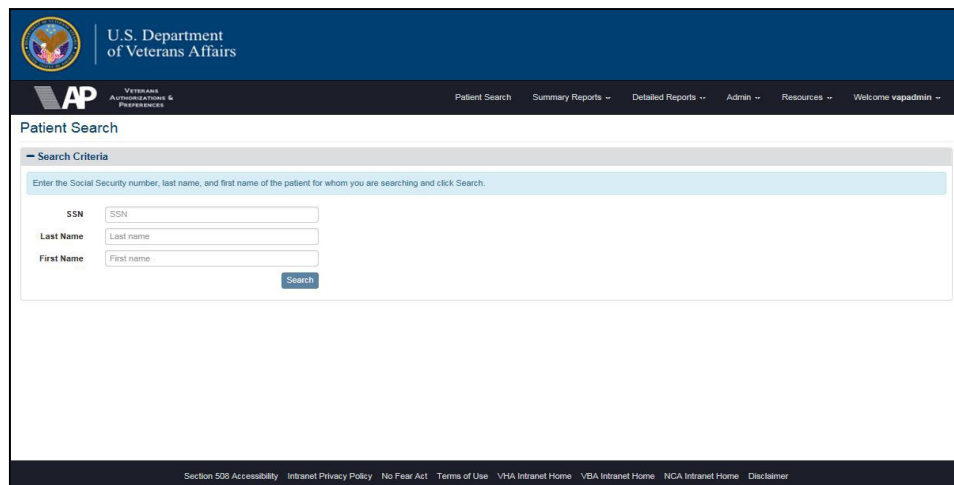 U.S. Department
of Veterans Affairs
VAP
VETERANS
AUTHORIZATIONS &
PREFERENCES
Patient Search Summary Reports Detailed Reports Admin Resources Welcome vapadmin
Patient Search
Search Criteria
Enter the Social Security number, last name, and first name of the patient for whom you are searching and click Search.
SSN SSN
Last Name Last name
First Name First name
Search
Section 508 Accessibility Intranet Privacy Policy No Fear Act Terms of Use VHA Intranet Home VBA Intranet Home NCA Intranet Home Disclaimer